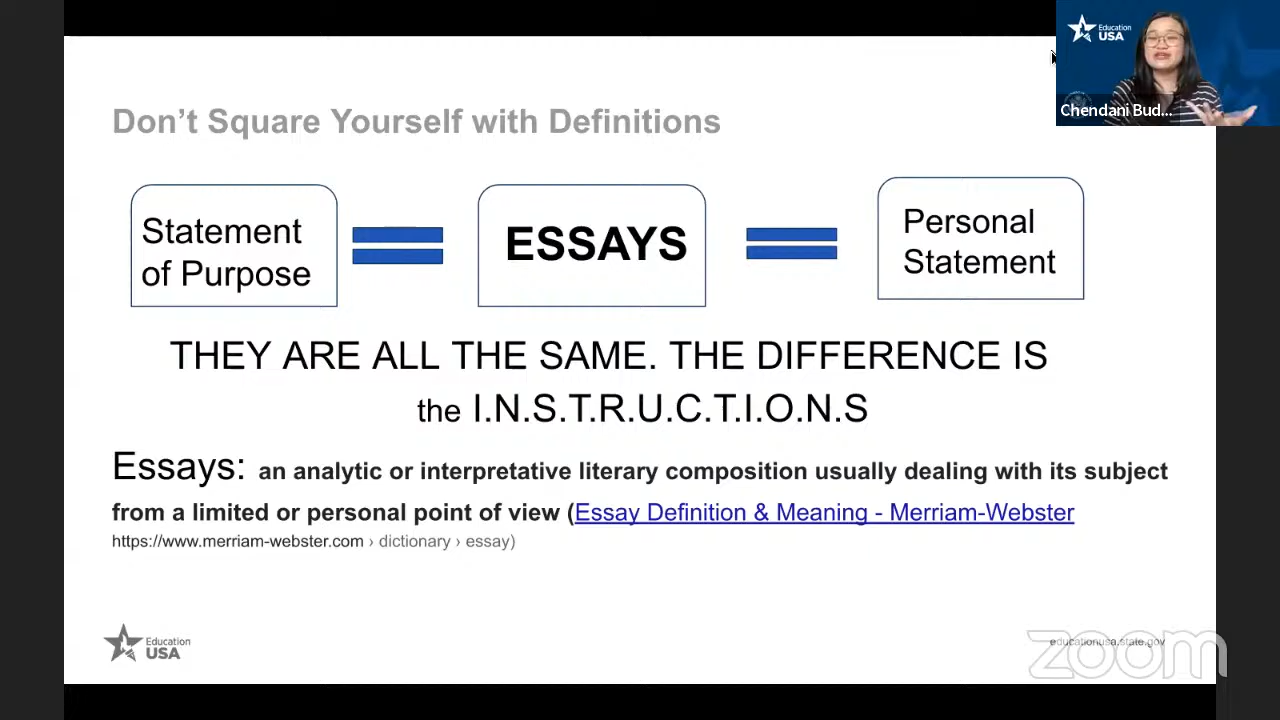 Education
USA
Chendani Bud...
Don't Square Yourself with Definitions
Statement
of Purpose
ESSAYS
Personal
Statement
THEY ARE ALL THE SAME. THE DIFFERENCE IS
the I.N.S.T.R.U.C.T.I.O.N.S
Essays: an analytic or interpretative literary composition usually dealing with its subject
from a limited or personal point of view (Essay Definition & Meaning - Merriam-Webster
https://www.merriam-webster.com › dictionary › essay)
Education
USA
educationusa.state.gov
zoom